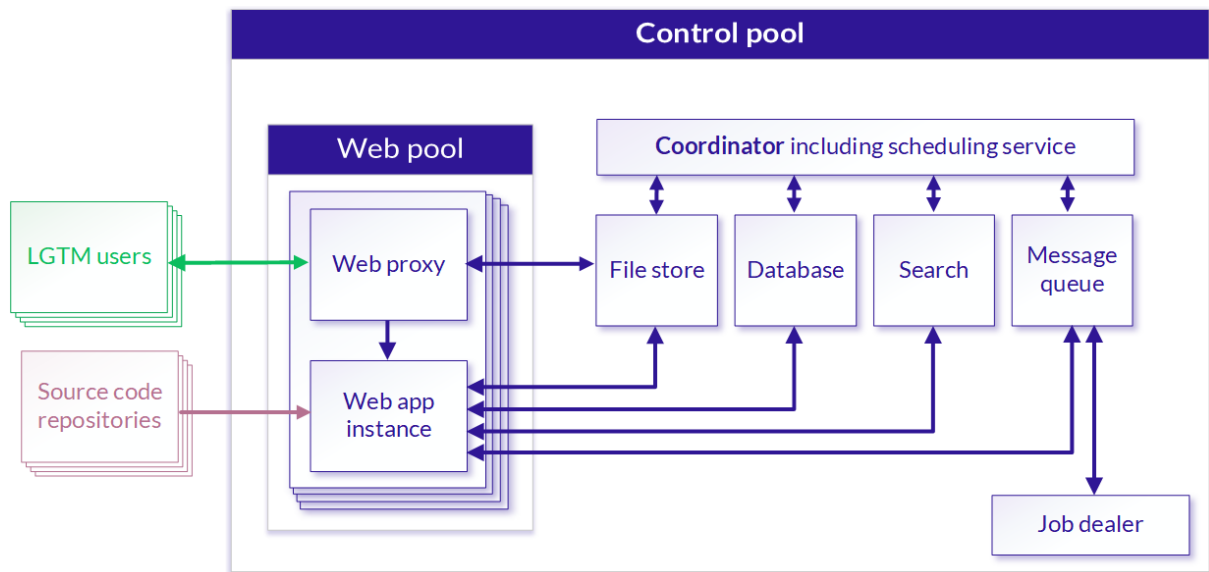 Control pool
Web pool
Coordinator including scheduling service
LGTM users
Web proxy
File store
Database
Search
Message
queue
Source code
repositories
Web app
instance
Job dealer